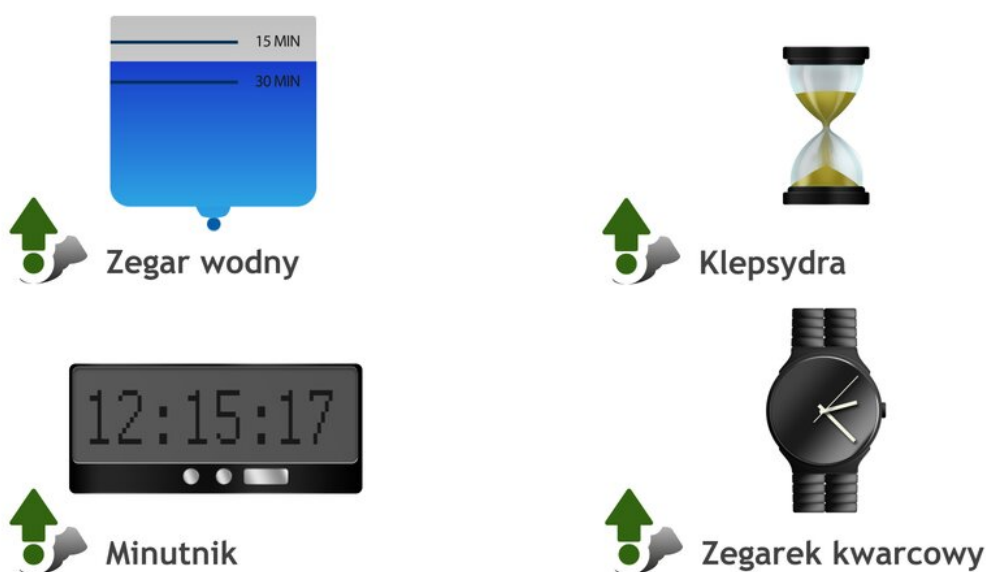 15 MIN
30 MIN
Zegar wodny
Klepsydra
12:15:17
Minutnik
Zegarek kwarcowy